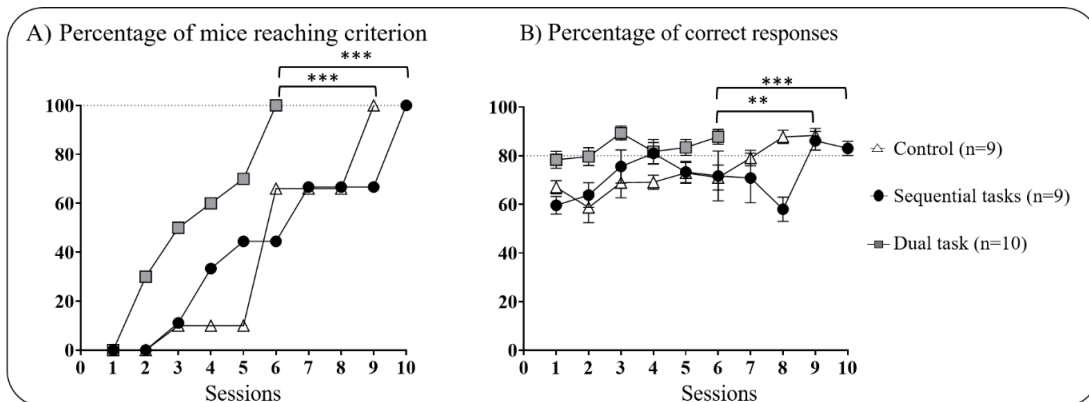 A) Percentage of mice reaching criterion
***
***
100
80
60
40
20
0
0 1 2 3 4 5 6 7 8 9 10
Sessions
B) Percentage of correct responses
***
**
100
80
60
40
20
0
0 1 2 3 4 5 6 7 8 9 10
Sessions
Control (n=9)
Sequential tasks (n=9)
Dual task (n=10)